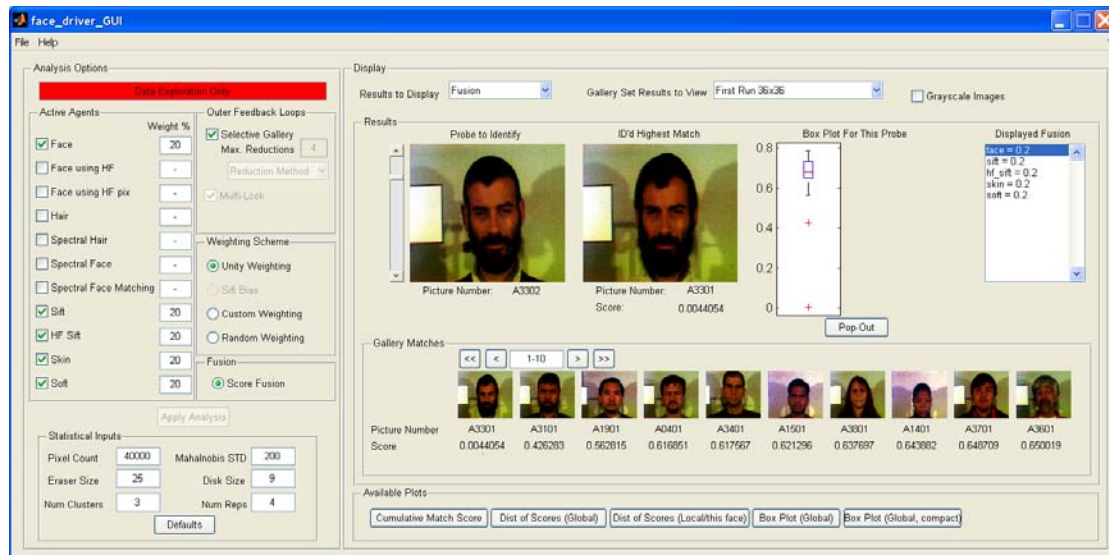 face_driver_GUI
File Help
Analysis Options
Data Exploration Only
Active Agents
Weight %
Face 20
Face using HF -
Face using HF pix -
Hair -
Spectral Hair -
Spectral Face -
Spectral Face Matching -
Sift 20
HF Sift 20
Skin 20
Soft 20
Outer Feedback Loops
Selective Gallery
Max. Reductions 4
Reduction Method
Multi-Look
Weighting Scheme
Unity Weighting
Sift Bias
Custom Weighting
Random Weighting
Fusion
Score Fusion
Apply Analysis
Statistical Inputs
Pixel Count 40000 Mahalnobis STD 200
Eraser Size 25 Disk Size 9
Num Clusters 3 Num Reps 4
Defaults
Display
Results to Display Fusion Gallery Set Results to View First Run 36x36 Grayscale Images
Results
Probe to Identify
Picture Number: A3302
ID'd Highest Match
Picture Number: A3301
Score: 0.0044054
Box Plot For This Probe
0.8
0.6
0.4
0.2
0
Pop-Out
Displayed Fusion
face = 0.2
sift = 0.2
hf_sift = 0.2
skin = 0.2
soft = 0.2
Gallery Matches
<< < 1-10 > >>
Picture Number A3301 A3101 A1901 A0401 A3401 A1501 A3801 A1401 A3701 A3601
Score 0.0044054 0.426283 0.562815 0.616851 0.617567 0.621296 0.637697 0.643882 0.648709 0.650019
Available Plots
Cumulative Match Score Dist of Scores (Global) Dist of Scores (Local/this face) Box Plot (Global) Box Plot (Global, compact)